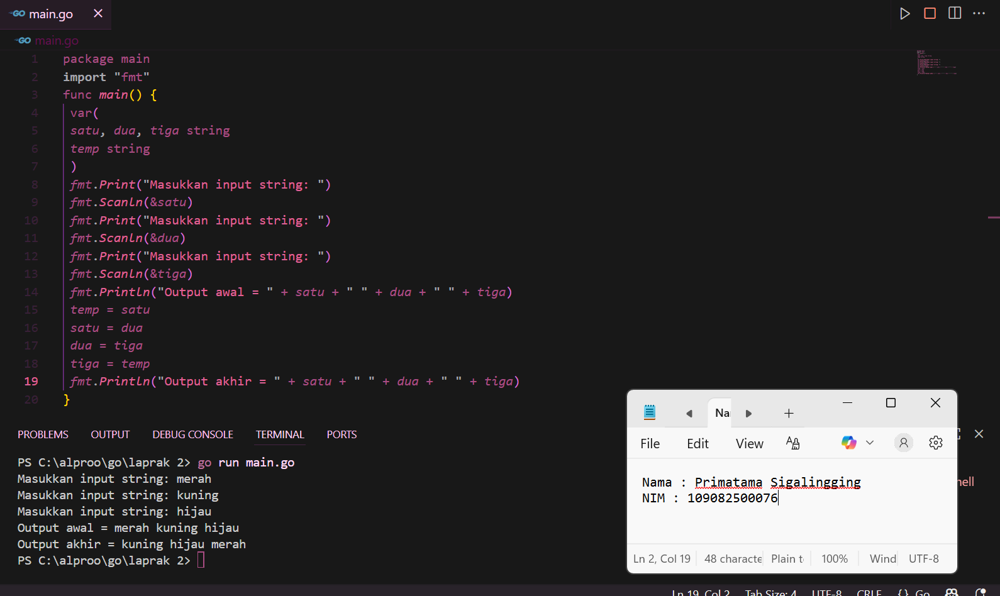 main.go
main.go
1 package main
2 import "fmt"
3 func main() {
4 var(
5 satu, dua, tiga string
6 temp string
7 )
8 fmt.Print("Masukkan input string: ")
9 fmt.Scanln(&satu)
10 fmt.Print("Masukkan input string: ")
11 fmt.Scanln(&dua)
12 fmt.Print("Masukkan input string: ")
13 fmt.Scanln(&tiga)
14 fmt.Println("Output awal = " + satu + " " + dua + " " + tiga)
15 temp = satu
16 satu = dua
17 dua = tiga
18 tiga = temp
19 fmt.Println("Output akhir = " + satu + " " + dua + " " + tiga)
20 }
PROBLEMS OUTPUT DEBUG CONSOLE TERMINAL PORTS
PS C:\alproo\go\laprak 2> go run main.go
Masukkan input string: merah
Masukkan input string: kuning
Masukkan input string: hijau
Output awal = merah kuning hijau
Output akhir = kuning hijau merah
PS C:\alproo\go\laprak 2>
Na
File Edit View
Nama : Primatama Sigalingging
NIM : 109082500076
Ln 2, Col 19 48 characte Plain t 100% Wind UTF-8
Ln 19, Col 2 Tab Size: 4 UTF-8 CRLF {} Go